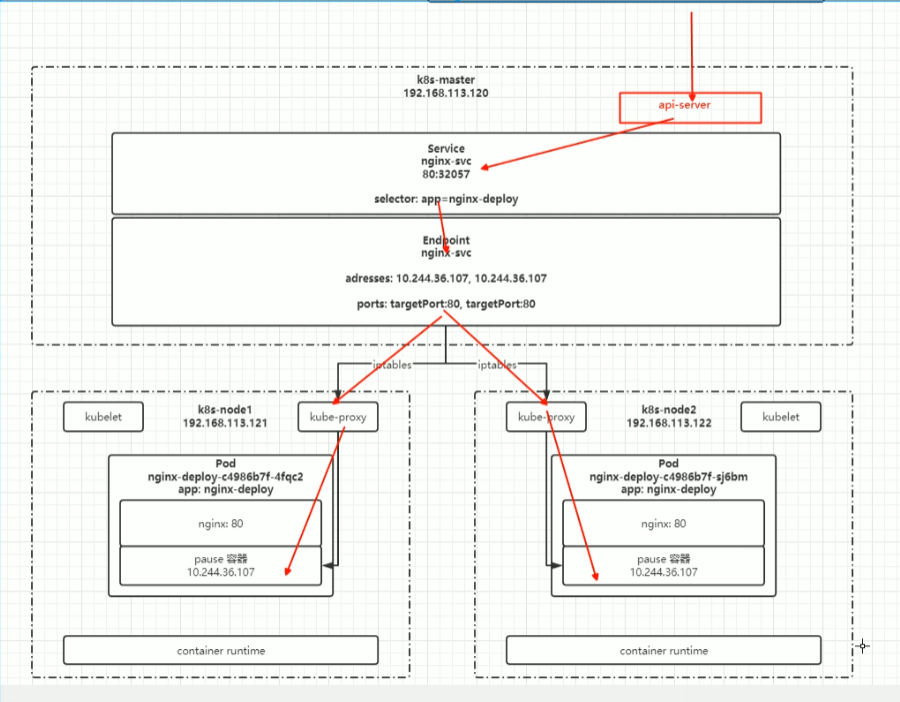 k8s-master
192.168.113.120
api-server
Service
nginx-svc
80:32057
selector: app=nginx-deploy
Endpoint
nginx-svc
adresses: 10.244.36.107, 10.244.36.107
ports: targetPort:80, targetPort:80
iptables
iptables
kubelet
k8s-node1
192.168.113.121
kube-proxy
Pod
nginx-deploy-c4986b7f-4fqc2
app: nginx-deploy
nginx: 80
pause 容器
10.244.36.107
container runtime
kube-proxy
k8s-node2
192.168.113.122
kubelet
Pod
nginx-deploy-c4986b7f-sj6bm
app: nginx-deploy
nginx: 80
pause 容器
10.244.36.107
container runtime